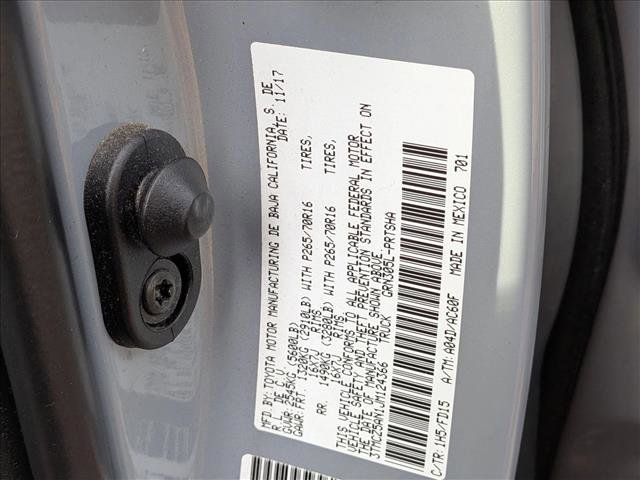 MFD.BY:TOYOTA MOTOR MANUFACTURING DE BAJA CALIFORNIA, S. DE
R. L. DE C.V. DATE: 11/17
GVWR: 2545KG (5600LB)
GAWR:FRT. 1320KG (2910LB) WITH P265/70R16 TIRES,
16X7J RIMS
RR. 1490KG (3280LB) WITH P265/70R16 TIRES,
16X7J RIMS
THIS VEHICLE CONFORMS TO ALL APPLICABLE FEDERAL MOTOR
VEHICLE SAFETY AND THEFT PREVENTION STANDARDS IN EFFECT ON
THE DATE OF MANUFACTURE SHOWN ABOVE.
3TMCZ5AN1JM124366 TRUCK GRN305L-PRTSHA
C/TR:1H5/FD15 A/TM:A04D/AC60F MADE IN MEXICO 701